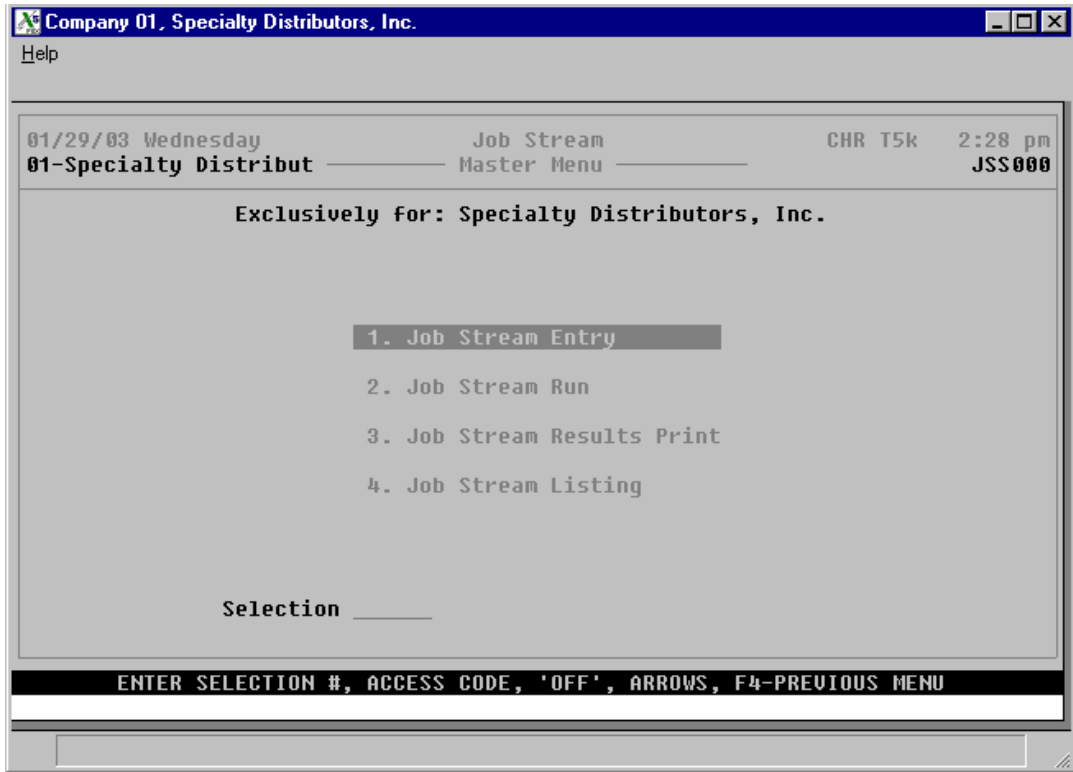 Company 01, Specialty Distributors, Inc.
Help
01/29/03 Wednesday Job Stream CHR T5k 2:28 pm
01-Specialty Distribut Master Menu JSS000
Exclusively for: Specialty Distributors, Inc.
1. Job Stream Entry
2. Job Stream Run
3. Job Stream Results Print
4. Job Stream Listing
Selection ______
ENTER SELECTION #, ACCESS CODE, 'OFF', ARROWS, F4-PREVIOUS MENU